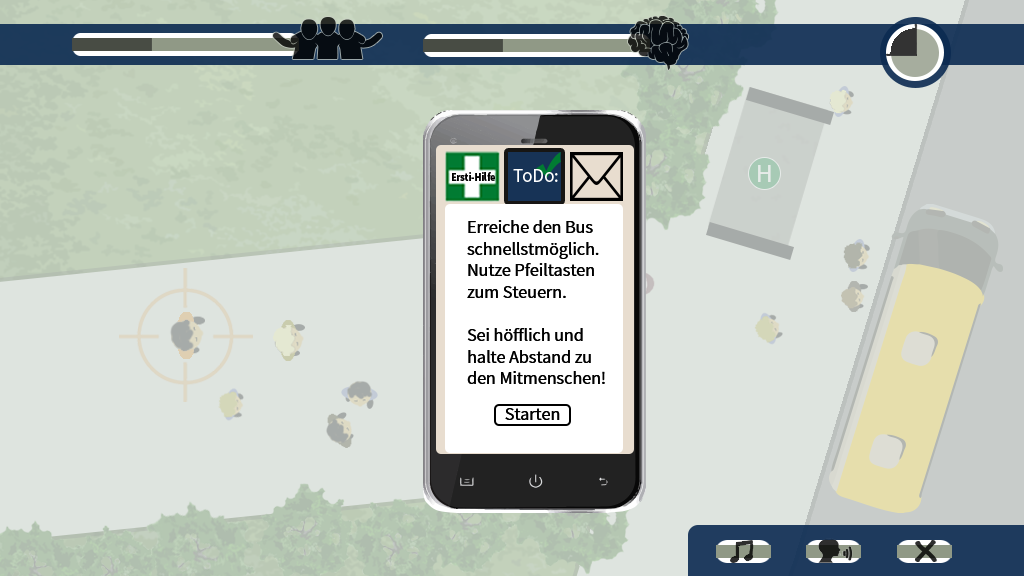 Ersti-Hilfe
ToDo:
H
Erreiche den Bus
schnellstmöglich.
Nutze Pfeiltasten
zum Steuern.
Sei höfflich und
halte Abstand zu
den Mitmenschen!
Starten